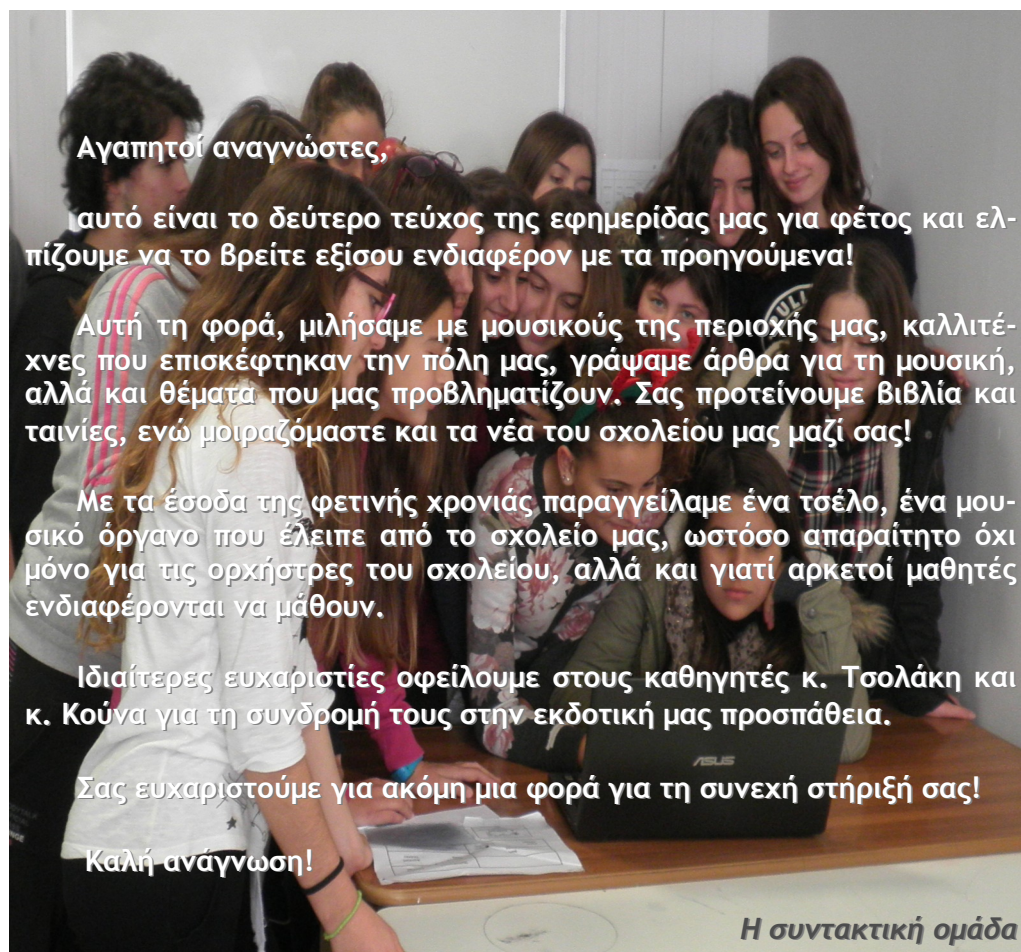 Αγαπητοί αναγνώστες,
αυτό είναι το δεύτερο τεύχος της εφημερίδας μας για φέτος και ελ-
πίζουμε να το βρείτε εξίσου ενδιαφέρον με τα προηγούμενα!
Αυτή τη φορά, μιλήσαμε με μουσικούς της περιοχής μας, καλλιτέ-
χνες που επισκέφτηκαν την πόλη μας, γράψαμε άρθρα για τη μουσική,
αλλά και θέματα που μας προβληματίζουν. Σας προτείνουμε βιβλία και
ταινίες, ενώ μοιραζόμαστε και τα νέα του σχολείου μας μαζί σας!
Με τα έσοδα της φετινής χρονιάς παραγγείλαμε ένα τσέλο, ένα μου-
σικό όργανο που έλειπε από το σχολείο μας, ωστόσο απαραίτητο όχι
μόνο για τις ορχήστρες του σχολείου, αλλά και γιατί αρκετοί μαθητές
ενδιαφέρονται να μάθουν.
Ιδιαίτερες ευχαριστίες οφείλουμε στους καθηγητές κ. Τσολάκη και
κ. Κούνα για τη συνδρομή τους στην εκδοτική μας προσπάθεια.
ASUS
Σας ευχαριστούμε για ακόμη μια φορά για τη συνεχή στήριξή σας!
Καλή ανάγνωση!
Η συντακτική ομάδα